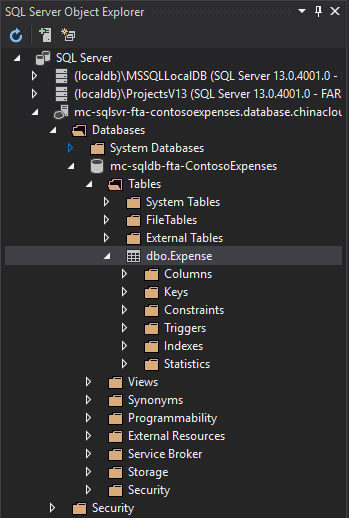 SQL Server Object Explorer
SQL Server
(localdb)\MSSQLLocalDB (SQL Server 13.0.4001.0 -
(localdb)\ProjectsV13 (SQL Server 13.0.4001.0 - FAR
mc-sqlsvr-fta-contosoexpenses.database.chinaclou
Databases
System Databases
mc-sqldb-fta-ContosoExpenses
Tables
System Tables
FileTables
External Tables
dbo.Expense
Columns
Keys
Constraints
Triggers
Indexes
Statistics
Views
Synonyms
Programmability
External Resources
Service Broker
Storage
Security
Security